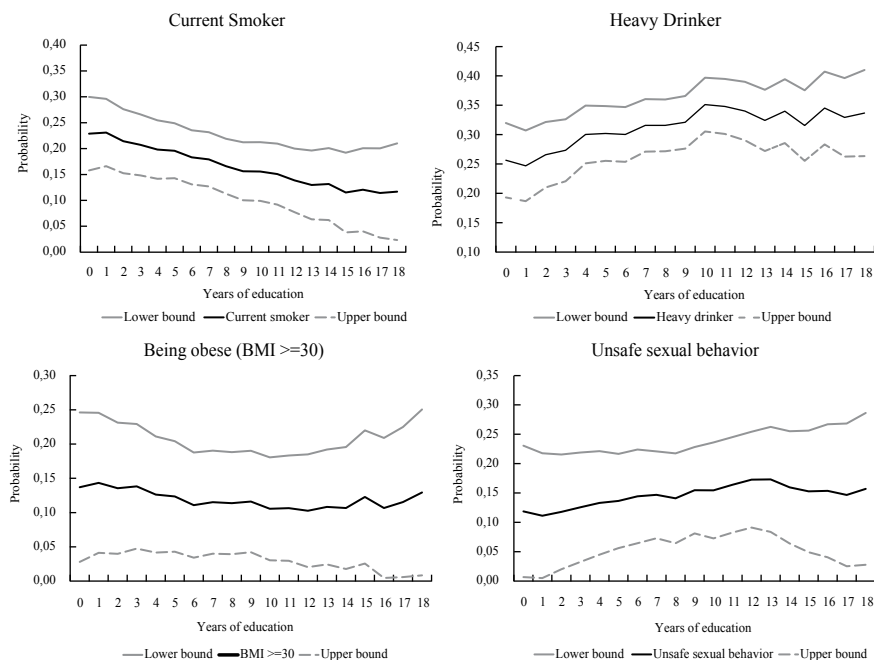 Current Smoker
0,40
0,35
0,30
0,25
0,20
0,15
0,10
0,05
0,00
Probability
0 1 2 3 4 5 6 7 8 9 10 11 12 13 14 15 16 17 18
Years of education
Lower bound Current smoker Upper bound
Heavy Drinker
0,45
0,40
0,35
0,30
0,25
0,20
0,15
0,10
Probability
0 1 2 3 4 5 6 7 8 9 10 11 12 13 14 15 16 17 18
Years of education
Lower bound Heavy drinker Upper bound
Being obese (BMI >=30)
0,30
0,25
0,20
0,15
0,10
0,05
0,00
Probability
0 1 2 3 4 5 6 7 8 9 10 11 12 13 14 15 16 17 18
Years of education
Lower bound BMI >=30 Upper bound
Unsafe sexual behavior
0,35
0,30
0,25
0,20
0,15
0,10
0,05
0,00
Probability
0 1 2 3 4 5 6 7 8 9 10 11 12 13 14 15 16 17 18
Years of education
Lower bound Unsafe sexual behavior Upper bound